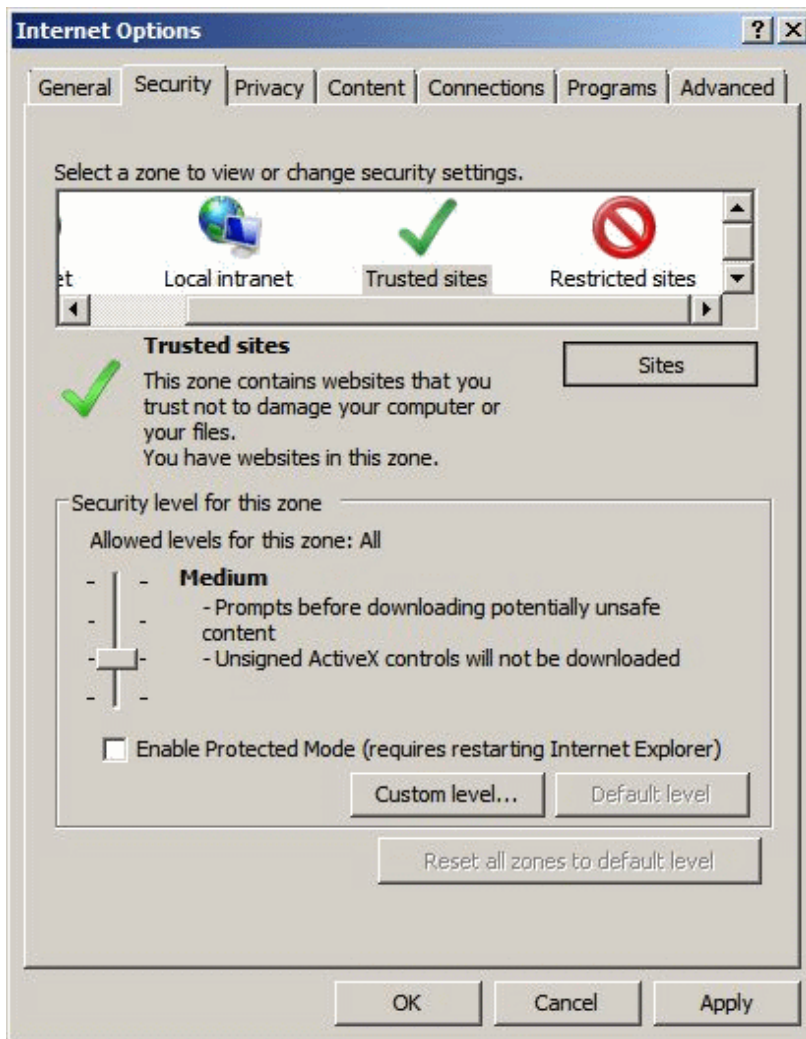 Internet Options
General Security Privacy Content Connections Programs Advanced
Select a zone to view or change security settings.
et Local intranet Trusted sites Restricted sites
Trusted sites
Sites
This zone contains websites that you
trust not to damage your computer or
your files.
You have websites in this zone.
Security level for this zone
Allowed levels for this zone: All
Medium
- Prompts before downloading potentially unsafe
content
- Unsigned ActiveX controls will not be downloaded
Enable Protected Mode (requires restarting Internet Explorer)
Custom level... Default level
Reset all zones to default level
OK Cancel Apply